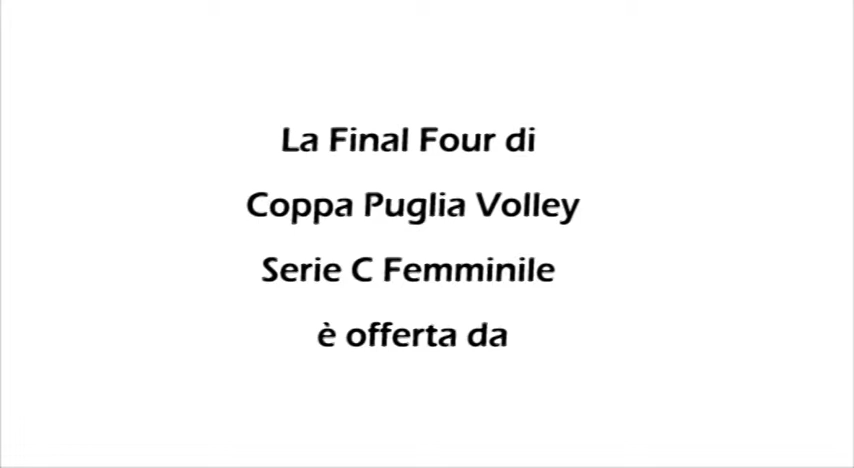 La Final Four di
Coppa Puglia Volley
Serie C Femminile
è offerta da